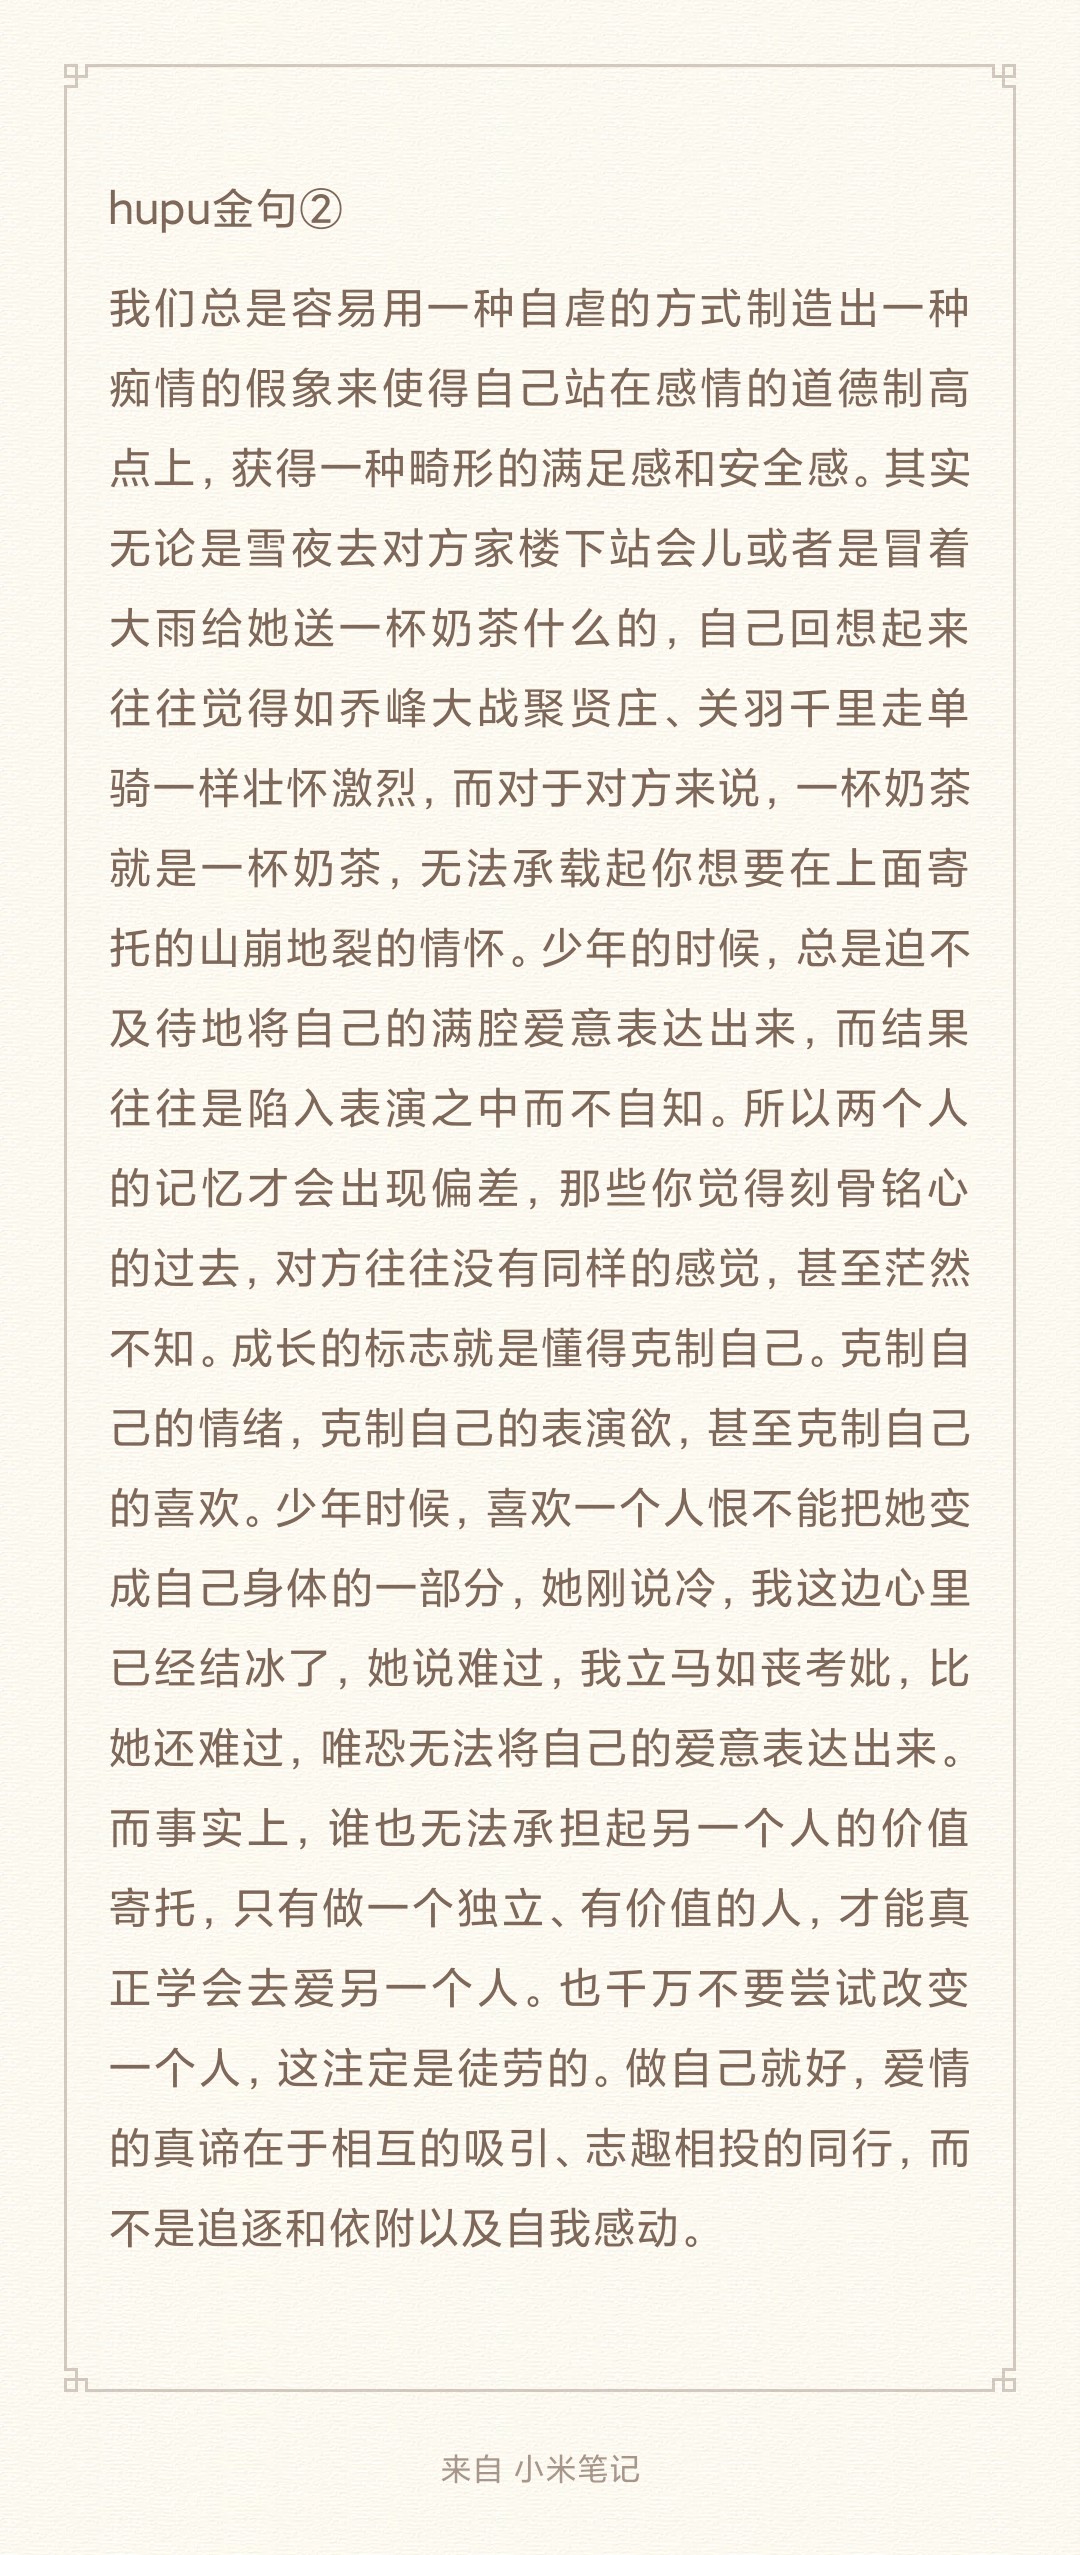 hupu金句②
我们总是容易用一种自虐的方式制造出一种
痴情的假象来使得自己站在感情的道德制高
点上，获得一种畸形的满足感和安全感。其实
无论是雪夜去对方家楼下站会儿或者是冒着
大雨给她送一杯奶茶什么的，自己回想起来
往往觉得如乔峰大战聚贤庄、关羽千里走单
骑一样壮怀激烈，而对于对方来说，一杯奶茶
就是一杯奶茶，无法承载起你想要在上面寄
托的山崩地裂的情怀。少年的时候，总是迫不
及待地将自己的满腔爱意表达出来，而结果
往往是陷入表演之中而不自知。所以两个人
的记忆才会出现偏差，那些你觉得刻骨铭心
的过去，对方往往没有同样的感觉，甚至茫然
不知。成长的标志就是懂得克制自己。克制自
己的情绪，克制自己的表演欲，甚至克制自己
的喜欢。少年时候，喜欢一个人恨不能把她变
成自己身体的一部分，她刚说冷，我这边心里
已经结冰了，她说难过，我立马如丧考妣，比
她还难过，唯恐无法将自己的爱意表达出来。
而事实上，谁也无法承担起另一个人的价值
寄托，只有做一个独立、有价值的人，才能真
正学会去爱另一个人。也千万不要尝试改变
一个人，这注定是徒劳的。做自己就好，爱情
的真谛在于相互的吸引、志趣相投的同行，而
不是追逐和依附以及自我感动。
来自 小米笔记